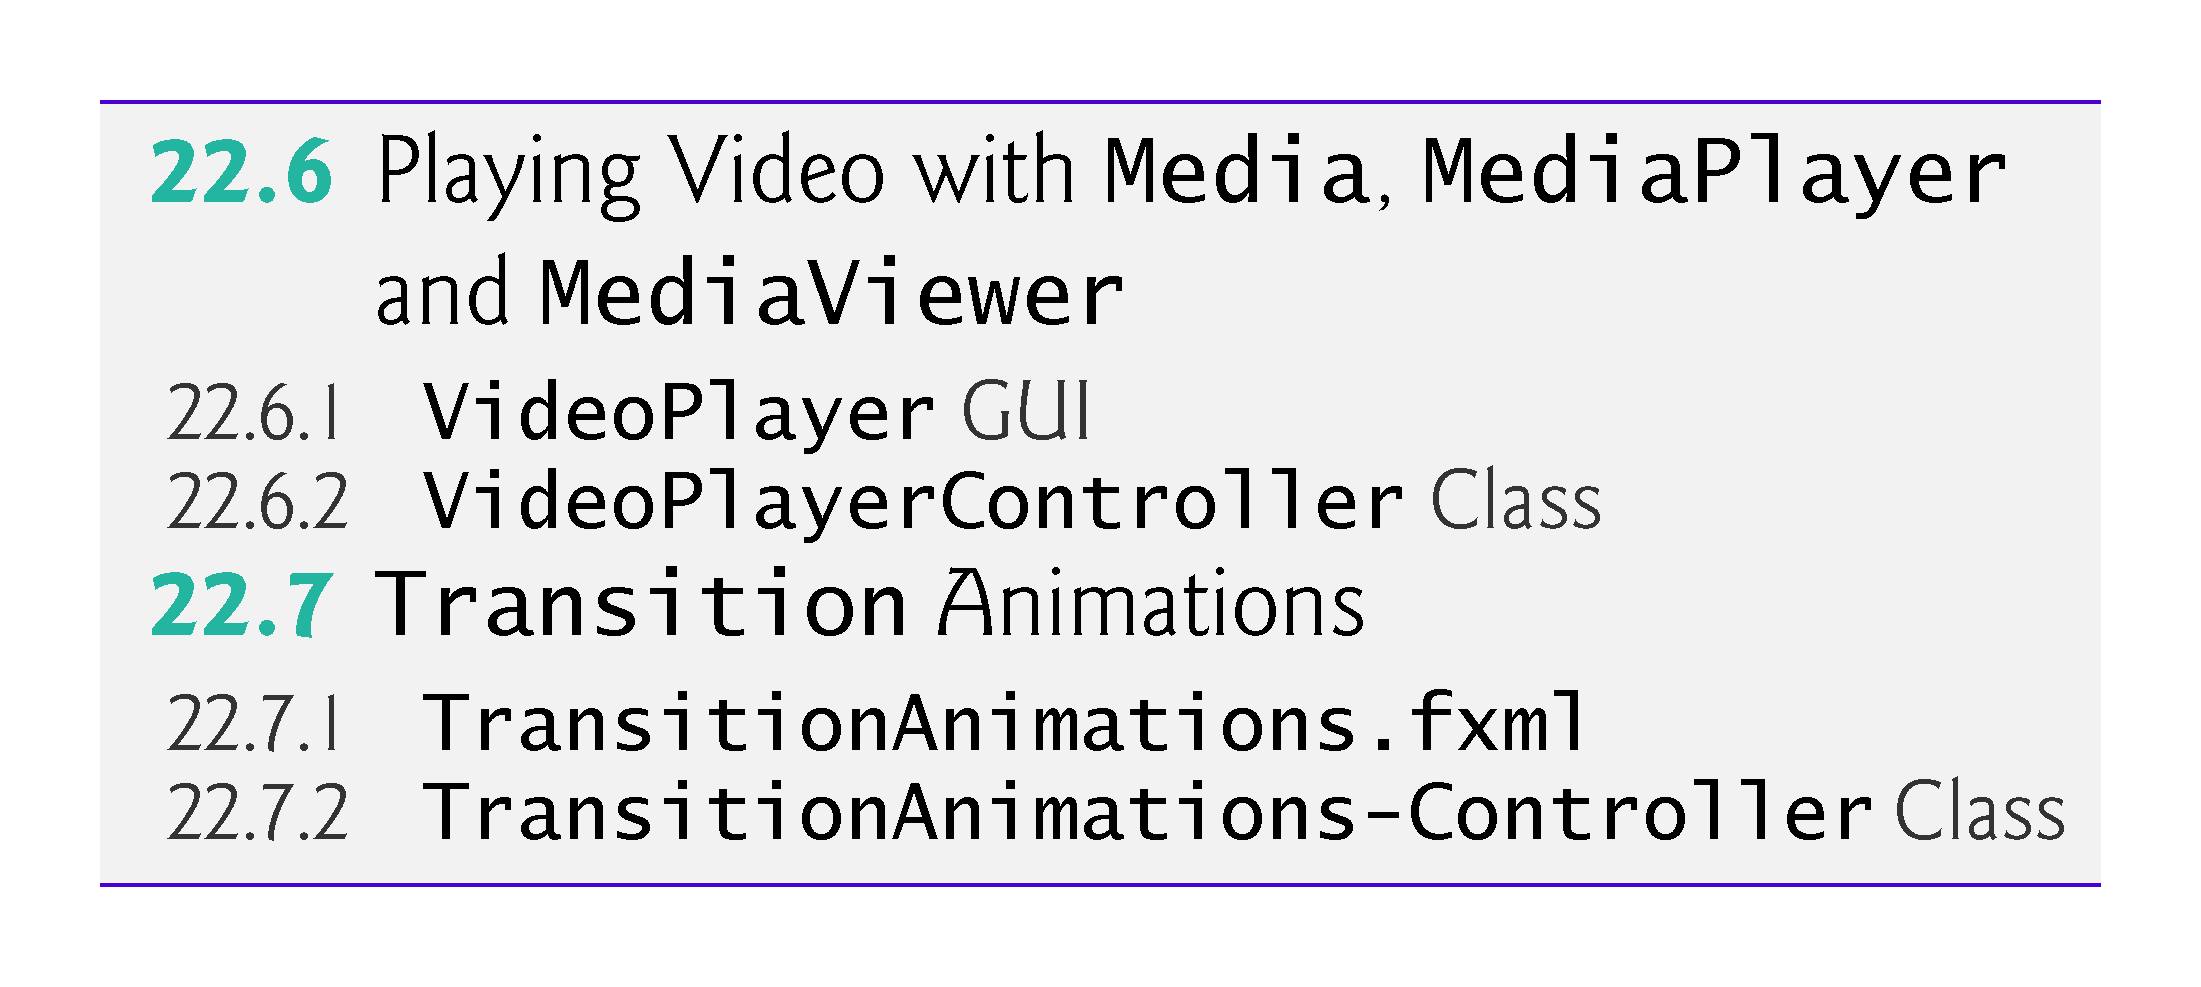 22.6 Playing Video with Media, MediaPlayer
and MediaViewer
22.6.1 VideoPlayer GUI
22.6.2 VideoPlayerController Class
22.7 Transition Animations
22.7.1 TransitionAnimations.fxml
22.7.2 TransitionAnimations-Controller Class